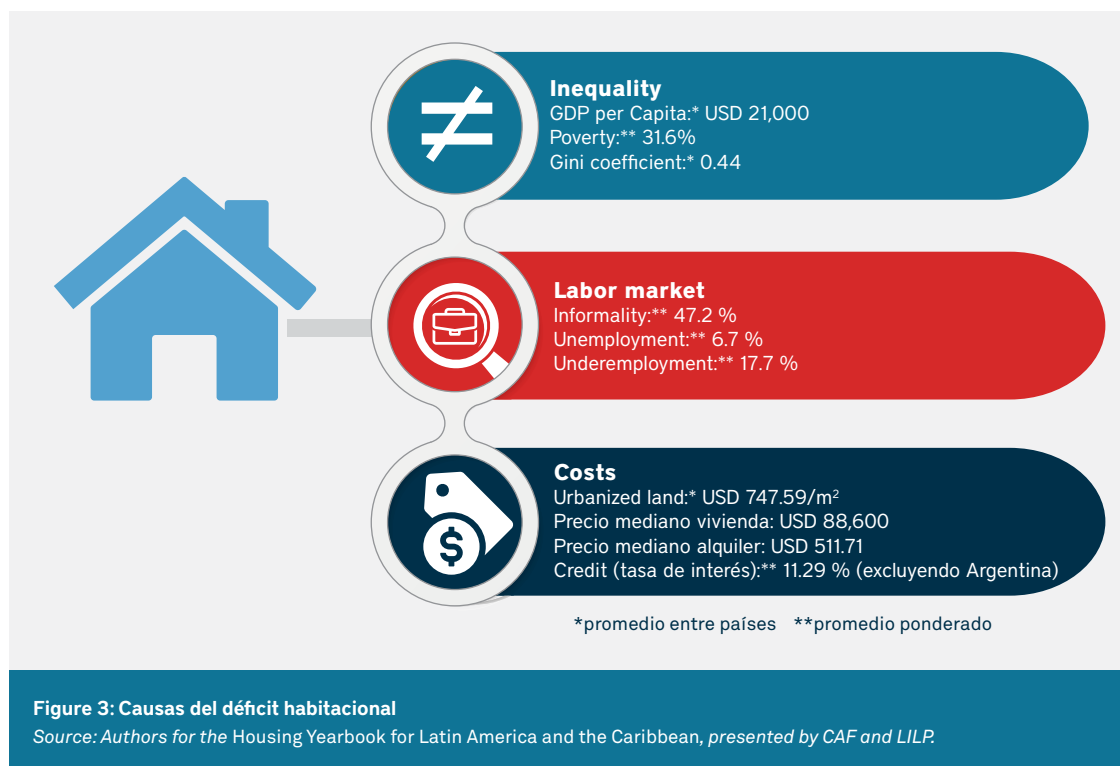 Inequality
GDP per Capita:* USD 21,000
Poverty:** 31.6%
Gini coefficient:* 0.44
Labor market
Informality:** 47.2 %
Unemployment:** 6.7 %
Underemployment:** 17.7 %
Costs
Urbanized land:* USD 747.59/m²
Precio mediano vivienda: USD 88,600
Precio mediano alquiler: USD 511.71
Credit (tasa de interés):** 11.29 % (excluyendo Argentina)
*promedio entre países **promedio ponderado
Figure 3: Causas del déficit habitacional
Source: Authors for the Housing Yearbook for Latin America and the Caribbean, presented by CAF and LILP.